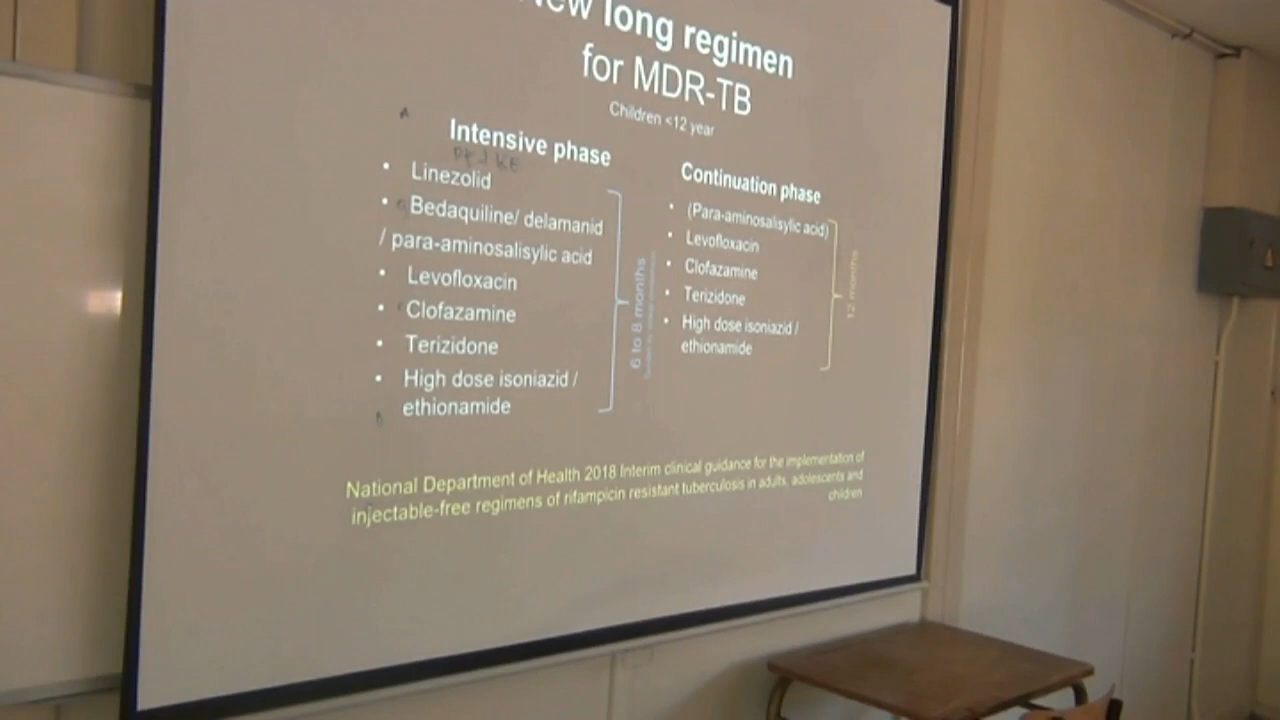 New long regimen
for MDR-TB
Children <12 year
Intensive phase
• Linezolid
• Bedaquiline/ delamanid
/ para-aminosalisylic acid
• Levofloxacin
• Clofazamine
• Terizidone
• High dose isoniazid /
ethionamide
6 to 8 months
Continuation phase
• (Para-aminosalisylic acid)
• Levofloxacin
• Clofazamine
• Terizidone
• High dose isoniazid /
ethionamide
12 months
National Department of Health 2018 Interim clinical guidance for the implementation of
injectable-free regimens of rifampicin resistant tuberculosis in adults, adolescents and
children